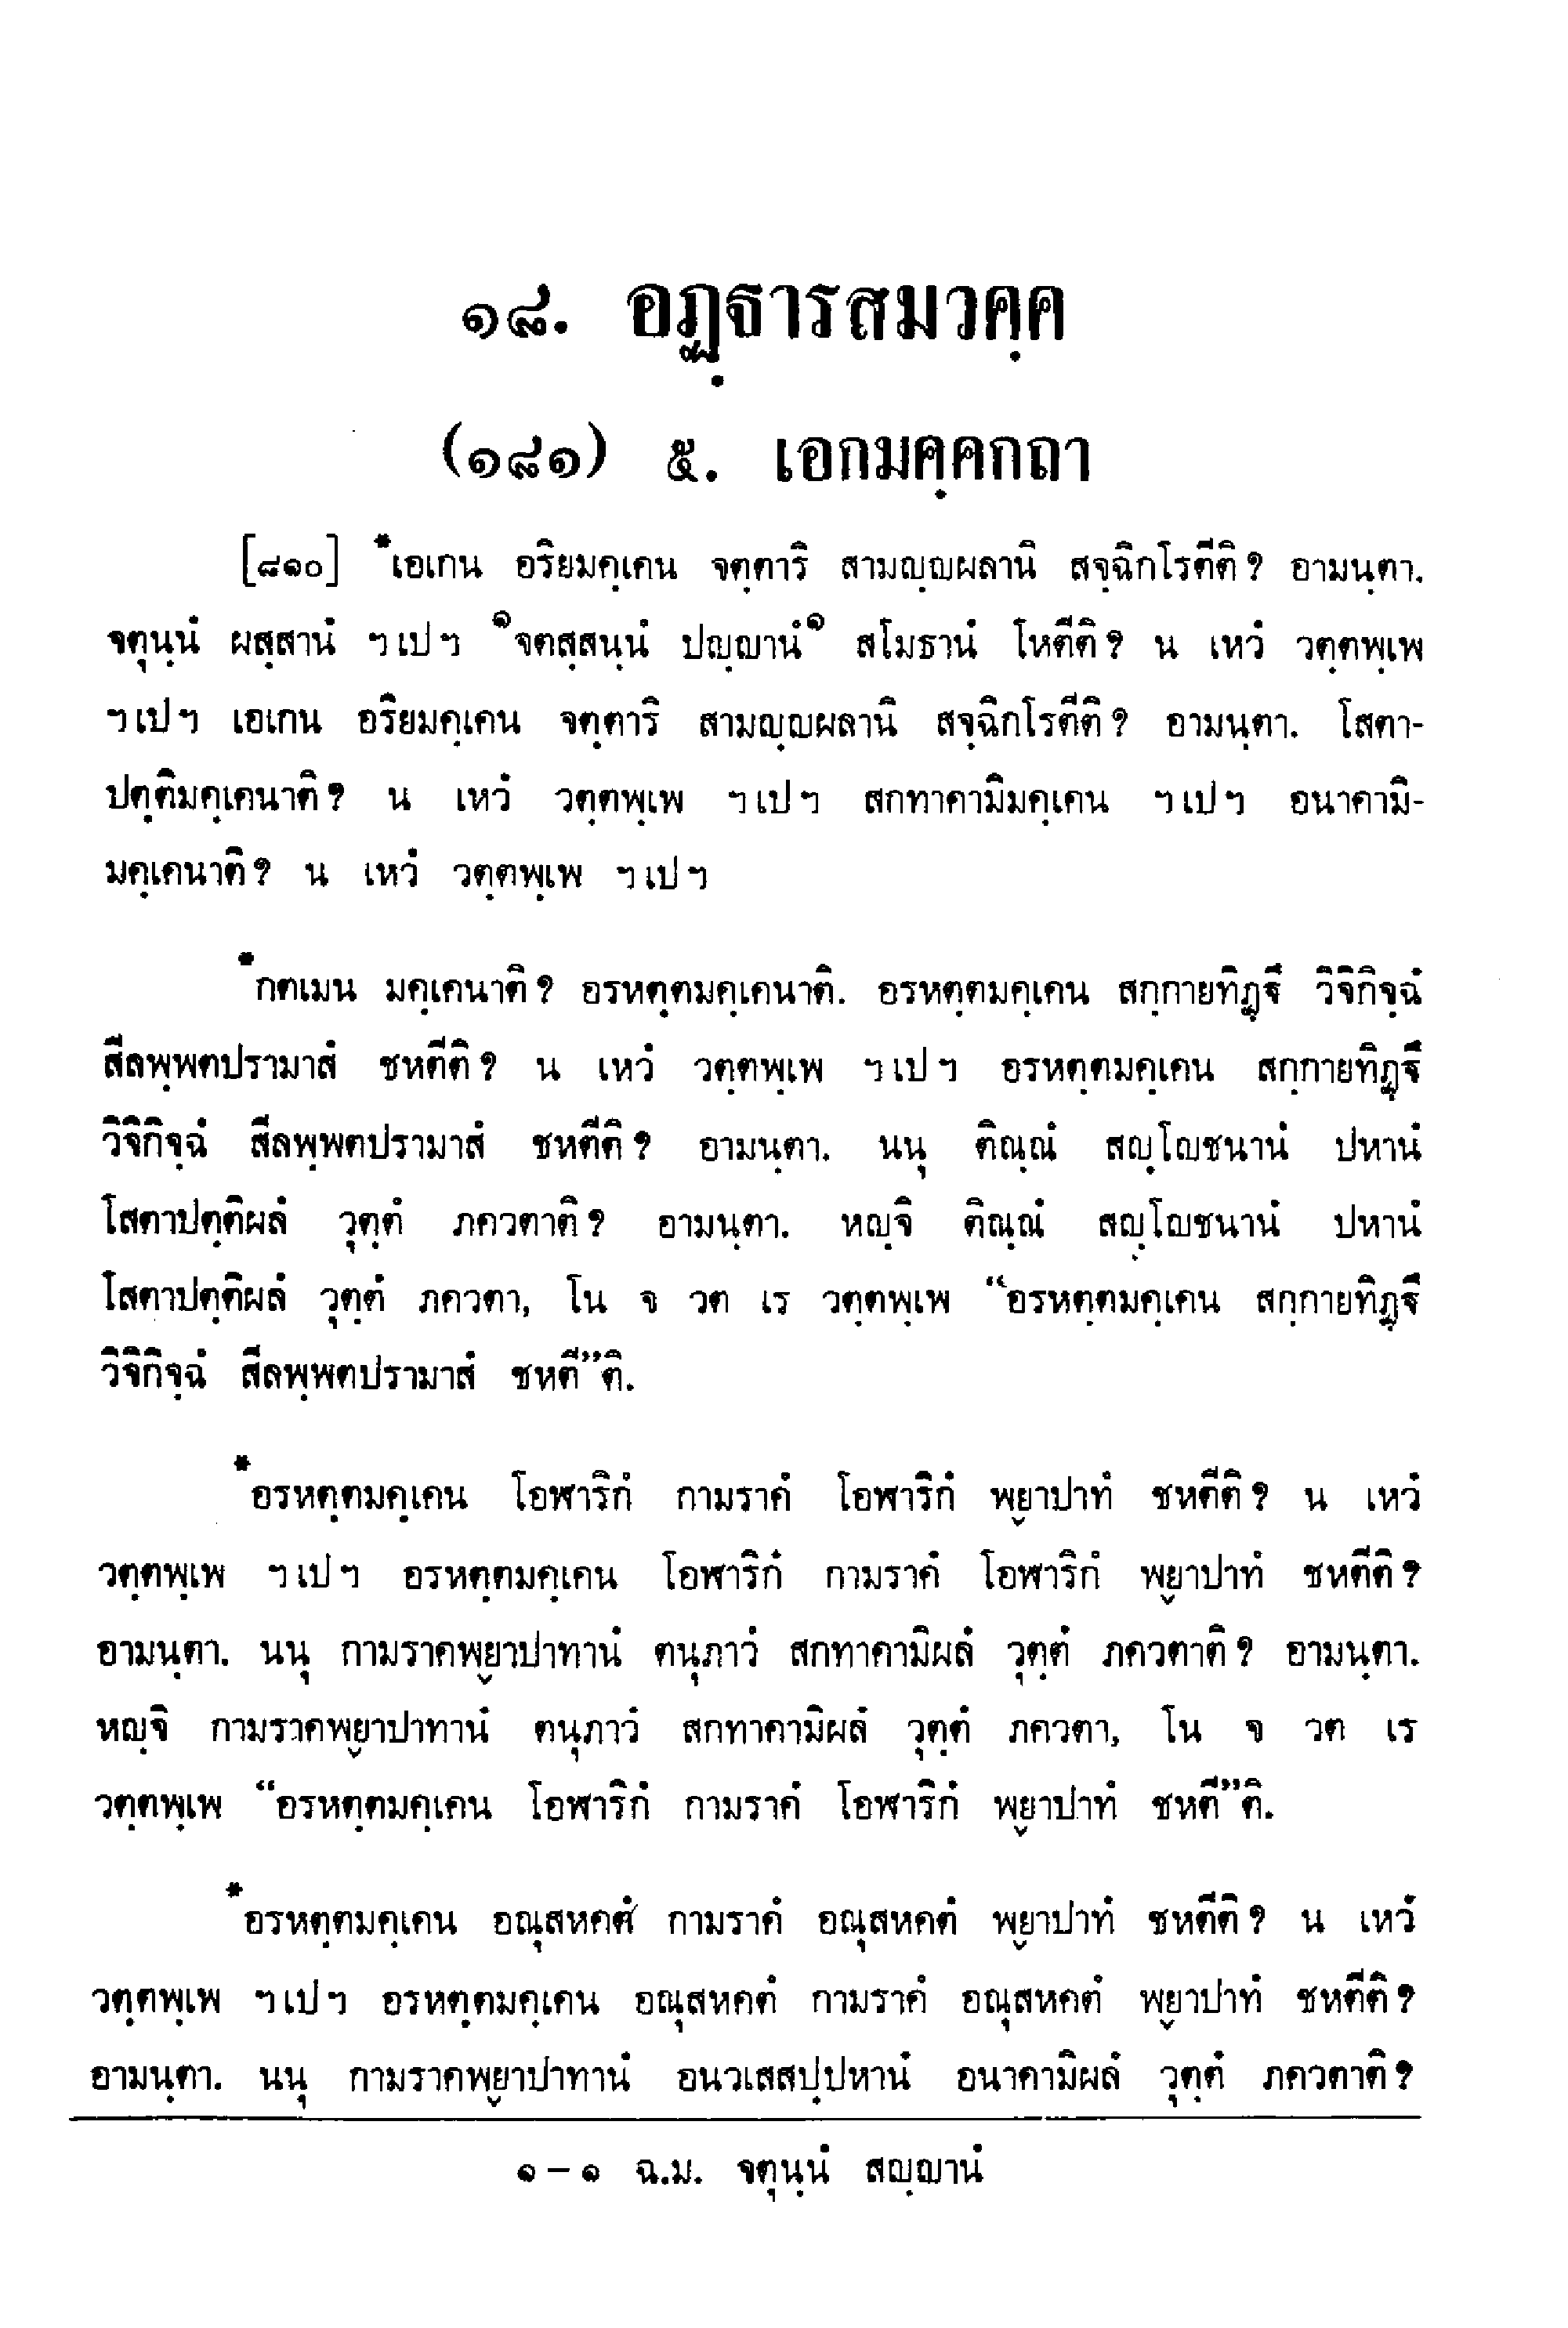 ๑๘. อฏฺฐารสมวคฺค
(๑๘๑) ๕. เอกมคฺคกถา
[๘๑๐] *เอเกน อริยมคฺเคน จตฺตาริ สามญฺญผลานิ สจฺฉิกโรตีติ? อามนฺตา.
จตุนฺนํ ผสฺสานํ ฯเปฯ ๑จตสฺสนฺนํ ปญฺญานํ๑ สโมธานํ โหตีติ? น เหวํ วตฺตพฺเพ
ฯเปฯ เอเกน อริยมคฺเคน จตฺตาริ สามญฺญผลานิ สจฺฉิกโรตีติ? อามนฺตา. โสตา-
ปตฺติมคฺเคนาติ? น เหวํ วตฺตพฺเพ ฯเปฯ สกทาคามิมคฺเคน ฯเปฯ อนาคามิ-
มคฺเคนาติ? น เหวํ วตฺตพฺเพ ฯเปฯ
*กตเมน มคฺเคนาติ? อรหตฺตมคฺเคนาติ. อรหตฺตมคฺเคน สกฺกายทิฏฺฐึ วิจิกิจฺฉํ
สีลพฺพตปรามาสํ ชหตีติ? น เหวํ วตฺตพฺเพ ฯเปฯ อรหตฺตมคฺเคน สกฺกายทิฏฺฐึ
วิจิกิจฺฉํ สีลพฺพตปรามาสํ ชหตีติ? อามนฺตา. นนุ ติณฺณํ สญฺโญชนานํ ปหานํ
โสตาปตฺติผลํ วุตฺตํ ภควตาติ? อามนฺตา. หญฺจิ ติณฺณํ สญฺโญชนานํ ปหานํ
โสตาปตฺติผลํ วุตฺตํ ภควตา, โน จ วต เร วตฺตพฺเพ “อรหตฺตมคฺเคน สกฺกายทิฏฺฐึ
วิจิกิจฺฉํ สีลพฺพตปรามาสํ ชหตี”ติ.
*อรหตฺตมคฺเคน โอฬาริกํ กามราคํ โอฬาริกํ พฺยาปาทํ ชหตีติ? น เหวํ
วตฺตพฺเพ ฯเปฯ อรหตฺตมคฺเคน โอฬาริกํ กามราคํ โอฬาริกํ พฺยาปาทํ ชหตีติ?
อามนฺตา. นนุ กามราคพฺยาปาทานํ ตนุภาวํ สกทาคามิผลํ วุตฺตํ ภควตาติ? อามนฺตา.
หญฺจิ กามราคพฺยาปาทานํ ตนุภาวํ สกทาคามิผลํ วุตฺตํ ภควตา, โน จ วต เร
วตฺตพฺเพ “อรหตฺตมคฺเคน โอฬาริกํ กามราคํ โอฬาริกํ พฺยาปาทํ ชหตี”ติ.
*อรหตฺตมคฺเคน อณุสหคตํ กามราคํ อณุสหคตํ พฺยาปาทํ ชหตีติ? น เหวํ
วตฺตพฺเพ ฯเปฯ อรหตฺตมคฺเคน อณุสหคตํ กามราคํ อณุสหคตํ พฺยาปาทํ ชหตีติ?
อามนฺตา. นนุ กามราคพฺยาปาทานํ อนวเสสปฺปหานํ อนาคามิผลํ วุตฺตํ ภควตาติ?
๑-๑ ฉ.ม. จตุนฺนํ สญฺญานํ